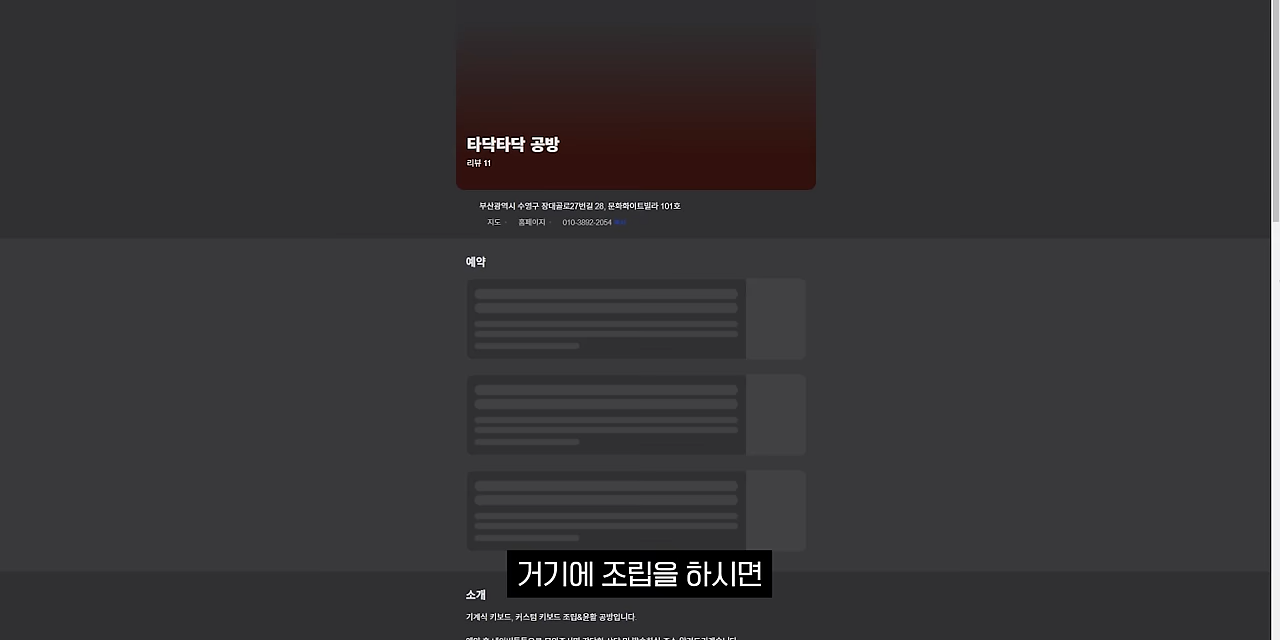 타닥타닥 공방
리뷰 11
부산광역시 수영구 장대골로27번길 28, 문화화이트빌라 101호
지도 홈페이지 010-3892-2054
예약
거기에 조립을 하시면
소개
기계식 키보드, 커스텀 키보드 조립&윤활 공방입니다.